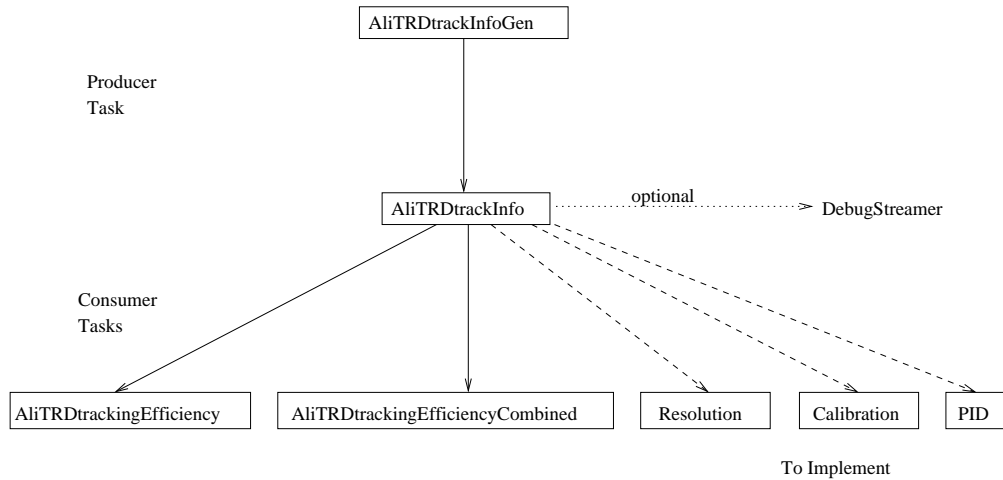 AliTRDtrackInfoGen
Producer
Task
optional
AliTRDtrackInfo
DebugStreamer
Consumer
Tasks
AliTRDtrackingEfficiency
AliTRDtrackingEfficiencyCombined
Resolution
Calibration
PID
To Implement